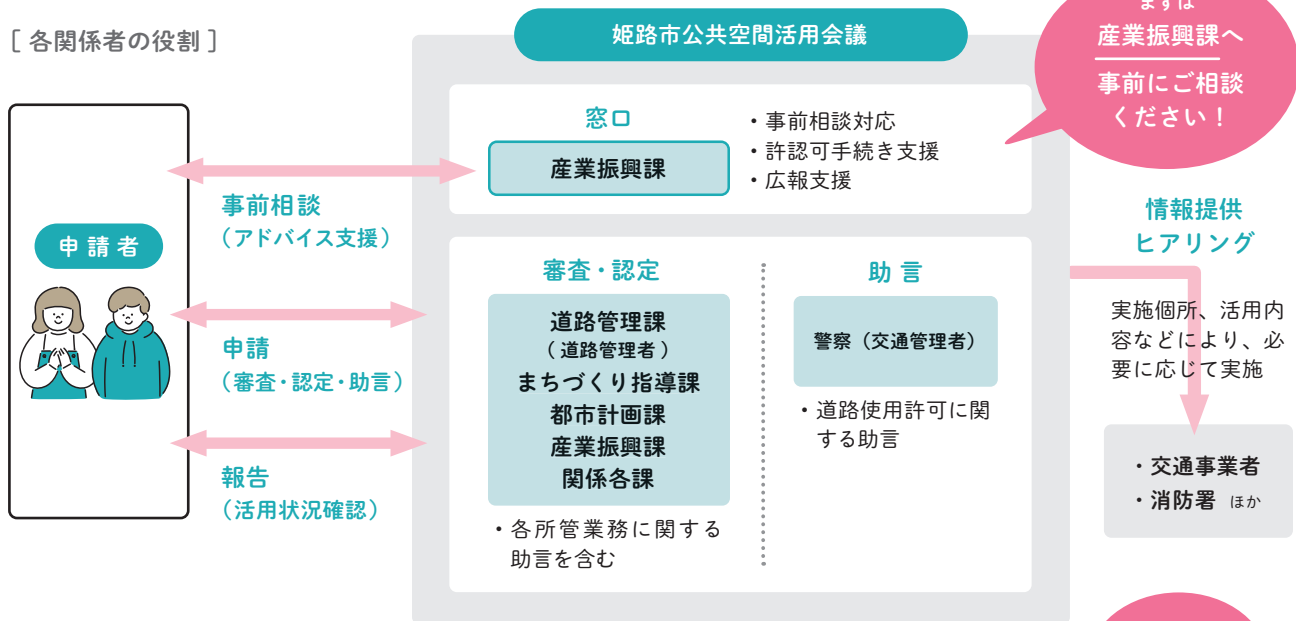 [ 各関係者の役割 ]
姫路市公共空間活用会議
まずは
産業振興課へ
事前にご相談
ください！
窓口
産業振興課
・事前相談対応
・許認可手続き支援
・広報支援
申請者
事前相談
（アドバイス支援）
申請
（審査・認定・助言）
報告
（活用状況確認）
審査・認定
道路管理課
（道路管理者）
まちづくり指導課
都市計画課
産業振興課
関係各課
・各所管業務に関する
助言を含む
助言
警察（交通管理者）
・道路使用許可に関
する助言
情報提供
ヒアリング
実施個所、活用内
容などにより、必
要に応じて実施
・交通事業者
・消防署 ほか